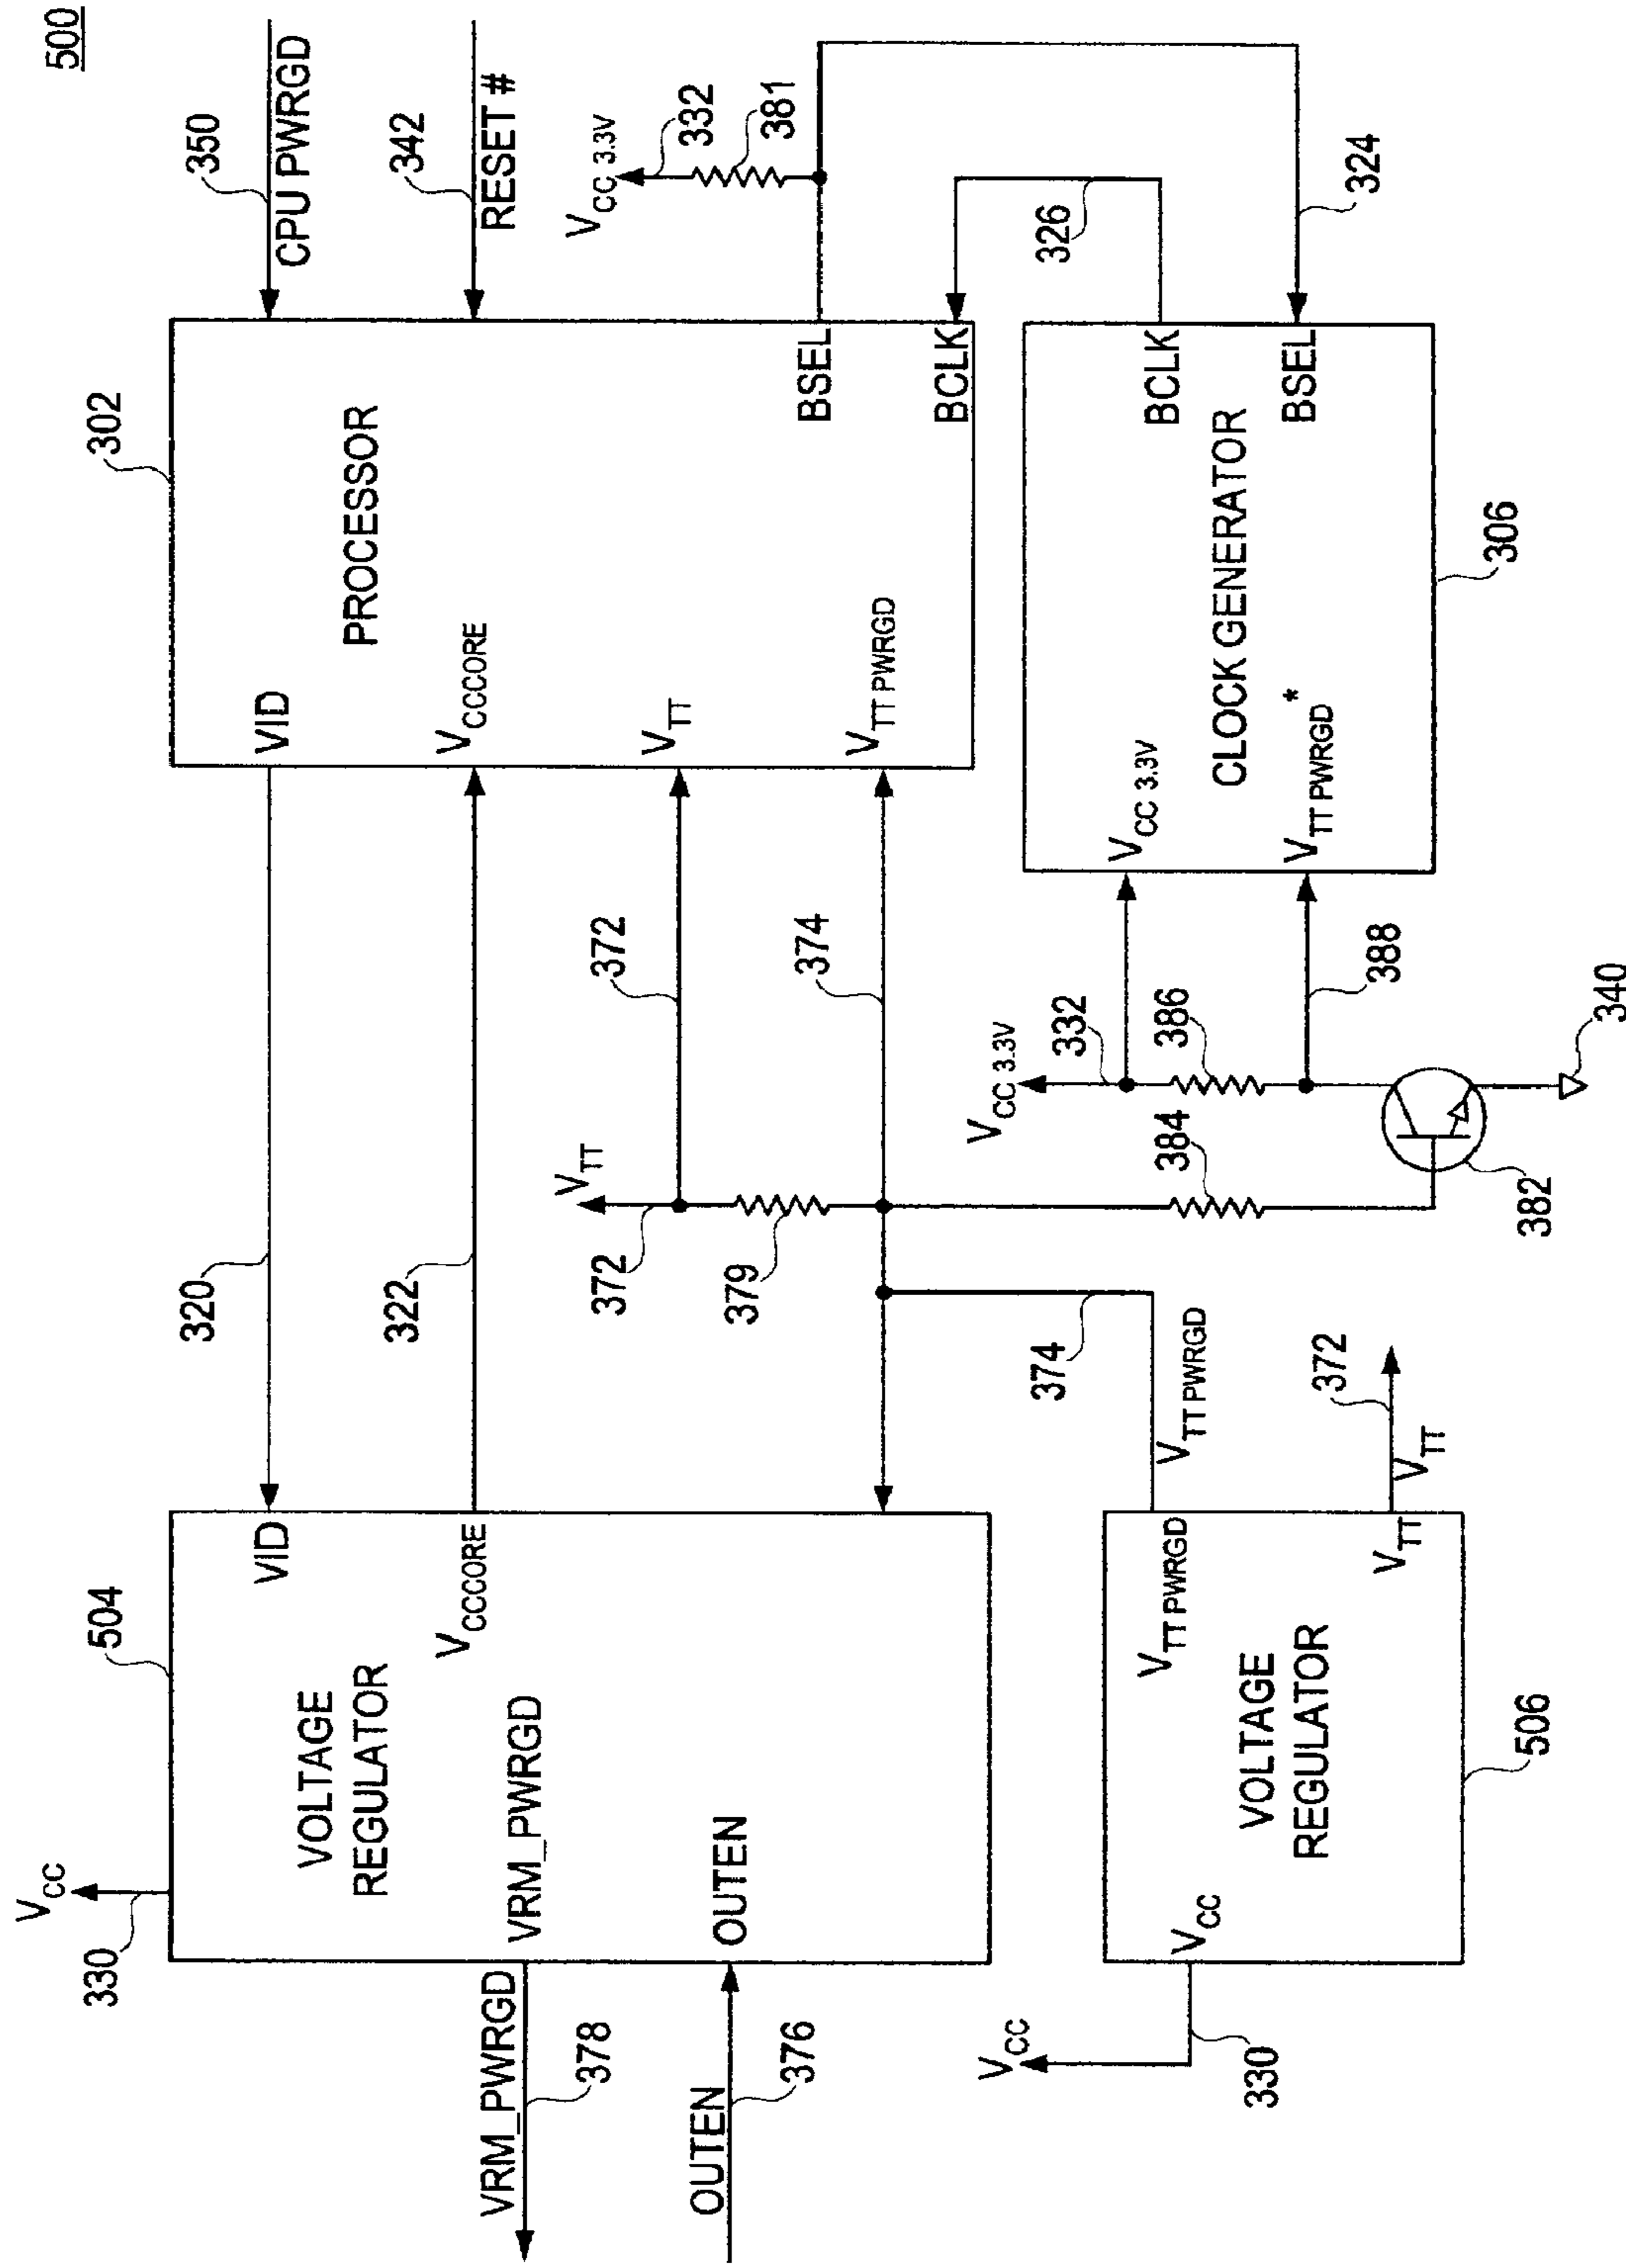 500
350
CPU PWRGD
342
RESET #
302
PROCESSOR
VID
VCCCORE
VTT
VTT PWRGD
BSEL
BCLK
VCC 3.3V
332
381
326
324
BCLK
BSEL
CLOCK GENERATOR
VCC 3.3V
VTT PWRGD*
306
320
322
372
374
VTT
372
379
VCC 3.3V
332
386
384
388
382
340
504
VOLTAGE
REGULATOR
VID
VCCCORE
VRM_PWRGD
OUTEN
VCC
330
VRM_PWRGD
378
OUTEN
376
374
VTT PWRGD
372
VTT
VTT PWRGD
VTT
VOLTAGE
REGULATOR
VCC
506
VCC
330